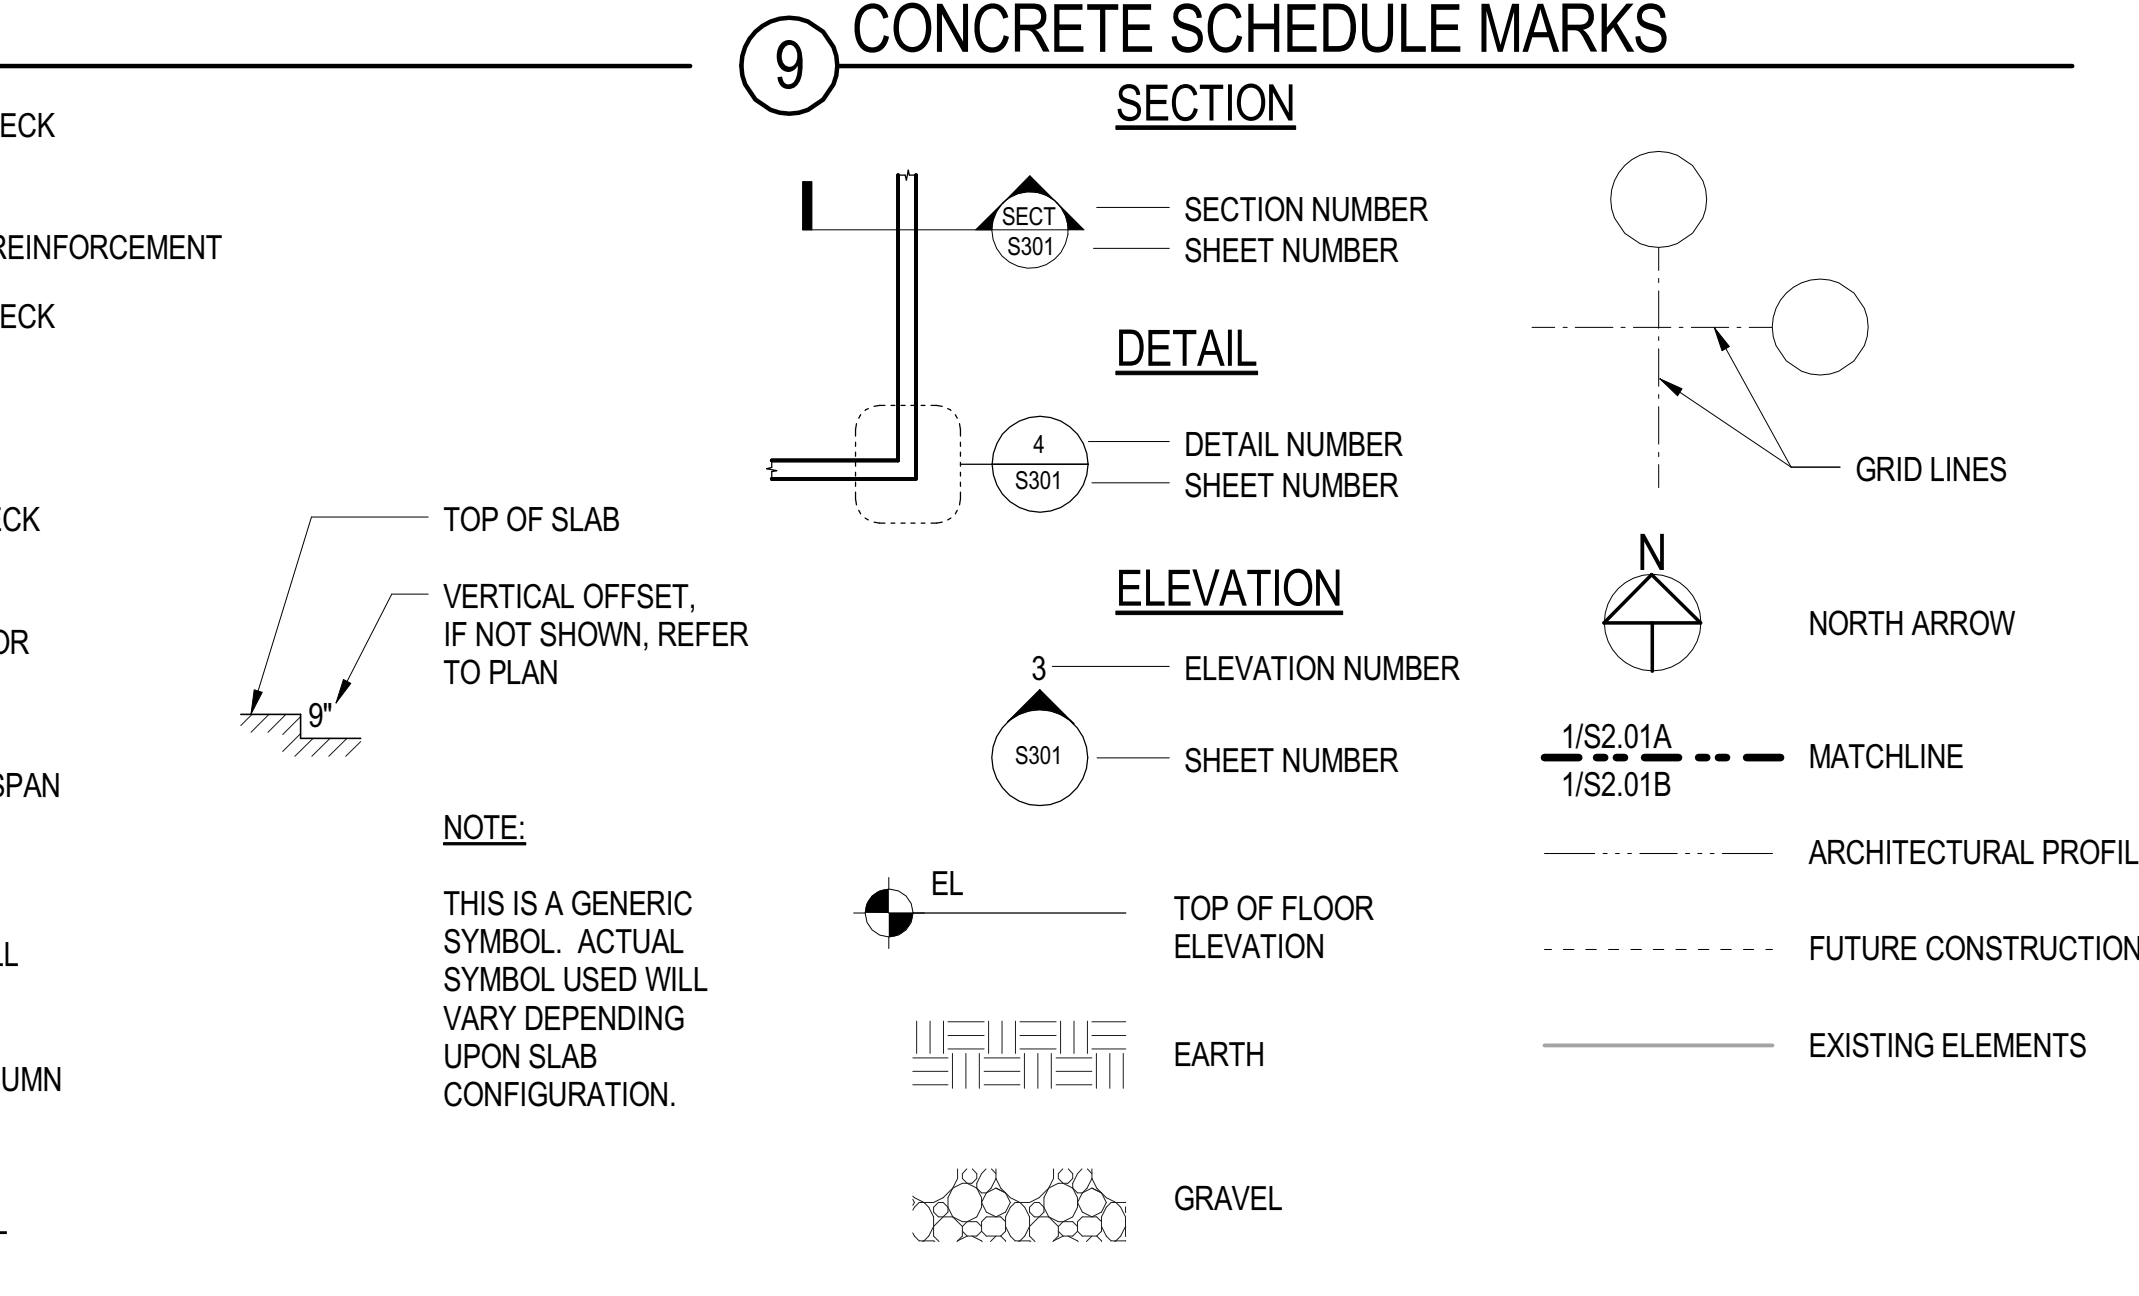 9
CONCRETE SCHEDULE MARKS
ECK
REINFORCEMENT
ECK
ECK
OR
SPAN
UMN
TOP OF SLAB
VERTICAL OFFSET,
IF NOT SHOWN, REFER
TO PLAN
9"
NOTE:
THIS IS A GENERIC
SYMBOL. ACTUAL
SYMBOL USED WILL
VARY DEPENDING
UPON SLAB
CONFIGURATION.
SECTION
SECT
S301
SECTION NUMBER
SHEET NUMBER
DETAIL
4
S301
DETAIL NUMBER
SHEET NUMBER
ELEVATION
3
ELEVATION NUMBER
S301
SHEET NUMBER
EL
TOP OF FLOOR
ELEVATION
EARTH
GRAVEL
GRID LINES
N
NORTH ARROW
1/S2.01A
1/S2.01B
MATCHLINE
ARCHITECTURAL PROFIL
FUTURE CONSTRUCTION
EXISTING ELEMENTS